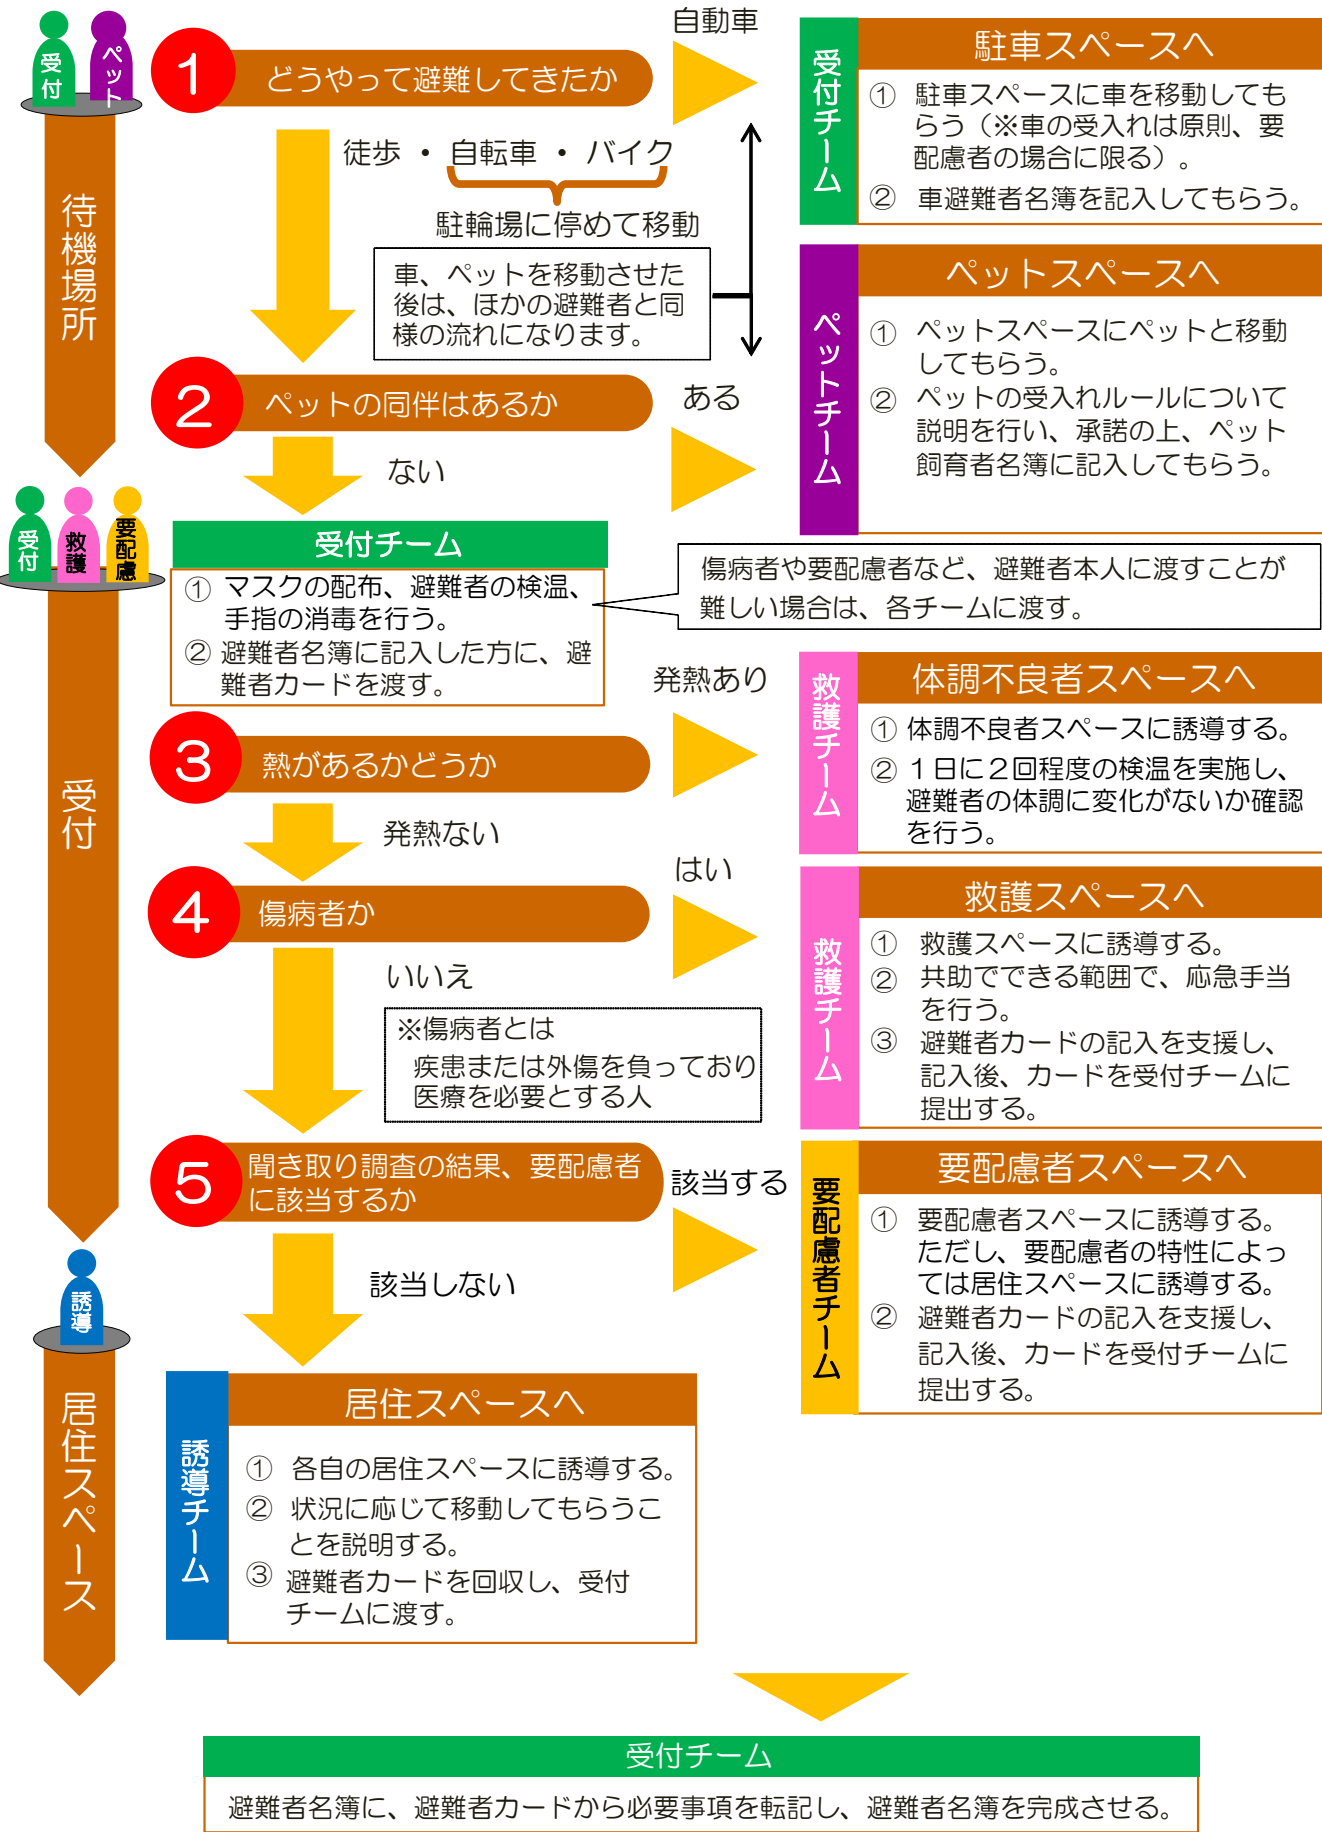 受付
ペット
待機場所
1
どうやって避難してきたか
自動車
徒歩 ・ 自転車 ・ バイク
駐輪場に停めて移動
車、ペットを移動させた
後は、ほかの避難者と同
様の流れになります。
受付チーム
駐車スペースへ
① 駐車スペースに車を移動しても
らう（※車の受入れは原則、要
配慮者の場合に限る）。
② 車避難者名簿を記入してもらう。
2
ペットの同伴はあるか
ある
ない
ペットチーム
ペットスペースへ
① ペットスペースにペットと移動
してもらう。
② ペットの受入れルールについて
説明を行い、承諾の上、ペット
飼育者名簿に記入してもらう。
受付
救護
要配慮
受付
受付チーム
① マスクの配布、避難者の検温、
手指の消毒を行う。
② 避難者名簿に記入した方に、避
難者カードを渡す。
傷病者や要配慮者など、避難者本人に渡すことが
難しい場合は、各チームに渡す。
3
熱があるかどうか
発熱あり
発熱ない
救護チーム
体調不良者スペースへ
① 体調不良者スペースに誘導する。
② １日に２回程度の検温を実施し、
避難者の体調に変化がないか確認
を行う。
4
傷病者か
はい
いいえ
※傷病者とは
疾患または外傷を負っており
医療を必要とする人
救護チーム
救護スペースへ
① 救護スペースに誘導する。
② 共助でできる範囲で、応急手当
を行う。
③ 避難者カードの記入を支援し、
記入後、カードを受付チームに
提出する。
5
聞き取り調査の結果、要配慮者
に該当するか
該当する
該当しない
要配慮者チーム
要配慮者スペースへ
① 要配慮者スペースに誘導する。
ただし、要配慮者の特性によっ
ては居住スペースに誘導する。
② 避難者カードの記入を支援し、
記入後、カードを受付チームに
提出する。
誘導
居住スペース
誘導チーム
居住スペースへ
① 各自の居住スペースに誘導する。
② 状況に応じて移動してもらうこ
とを説明する。
③ 避難者カードを回収し、受付
チームに渡す。
受付チーム
避難者名簿に、避難者カードから必要事項を転記し、避難者名簿を完成させる。